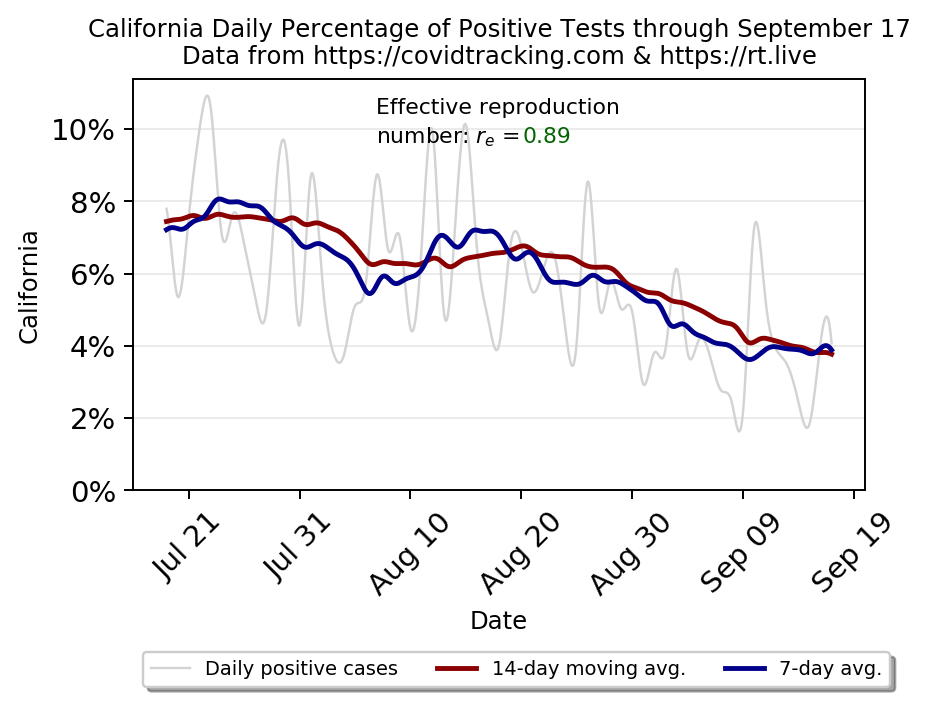 California Daily Percentage of Positive Tests through September 17
Data from https://covidtracking.com & https://rt.live
Effective reproduction
number: rₑ = 0.89
10%
8%
6%
4%
2%
0%
California
Jul 21
Jul 31
Aug 10
Aug 20
Aug 30
Sep 09
Sep 19
Date
Daily positive cases
14-day moving avg.
7-day avg.